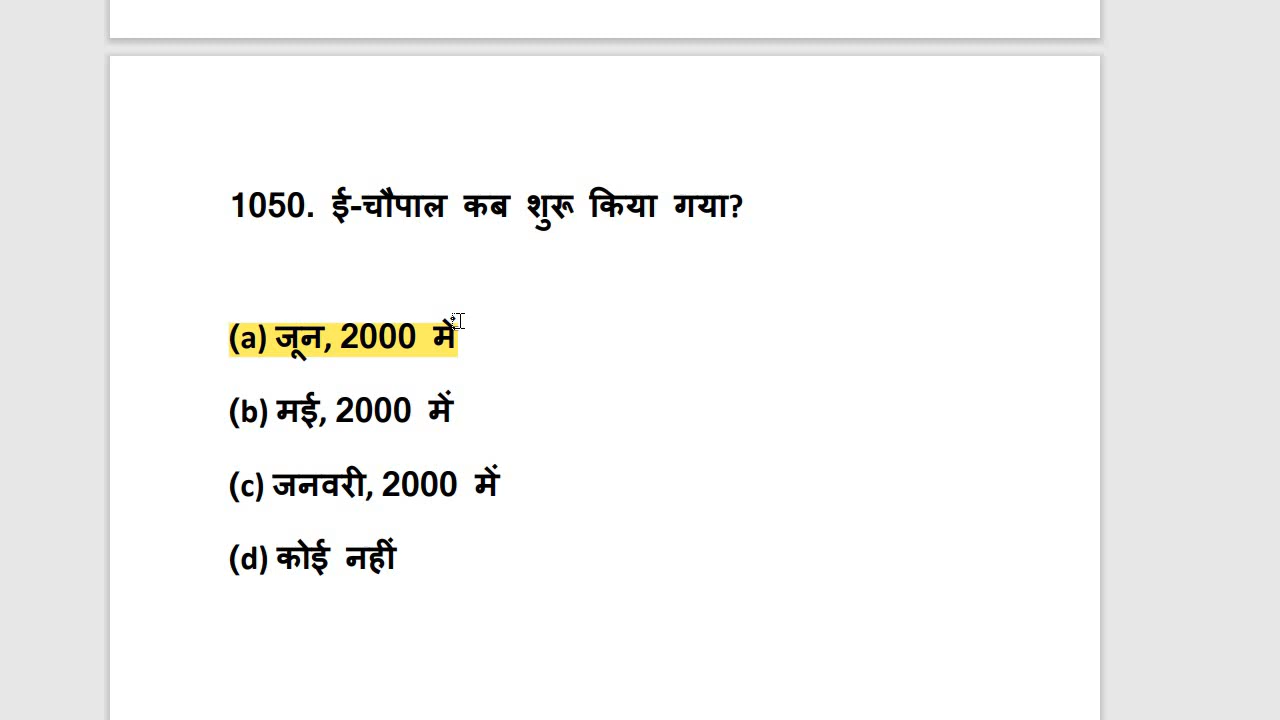 1050. ई-चौपाल कब शुरू किया गया?
(a) जून, 2000 में
(b) मई, 2000 में
(c) जनवरी, 2000 में
(d) कोई नहीं